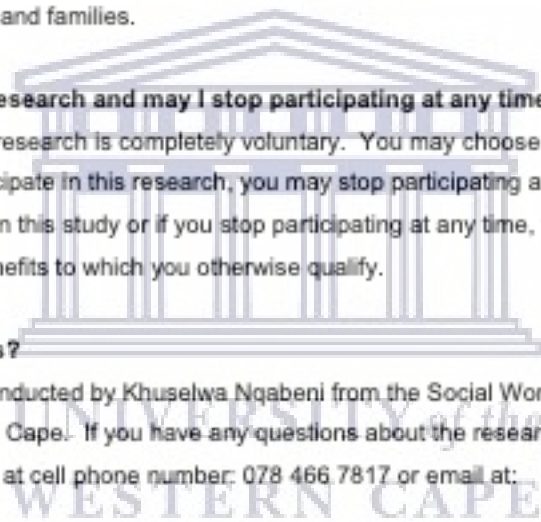 and families.
esearch and may I stop participating at any time
research is completely voluntary. You may choose
cipate in this research, you may stop participating a
n this study or if you stop participating at any time,
nefits to which you otherwise qualify.
s?
nducted by Khuselwa Nqabeni from the Social Wor
Cape. If you have any questions about the resear
at cell phone number: 078 466 7817 or email at:
UNIVERSITY of the
WESTERN CAPE